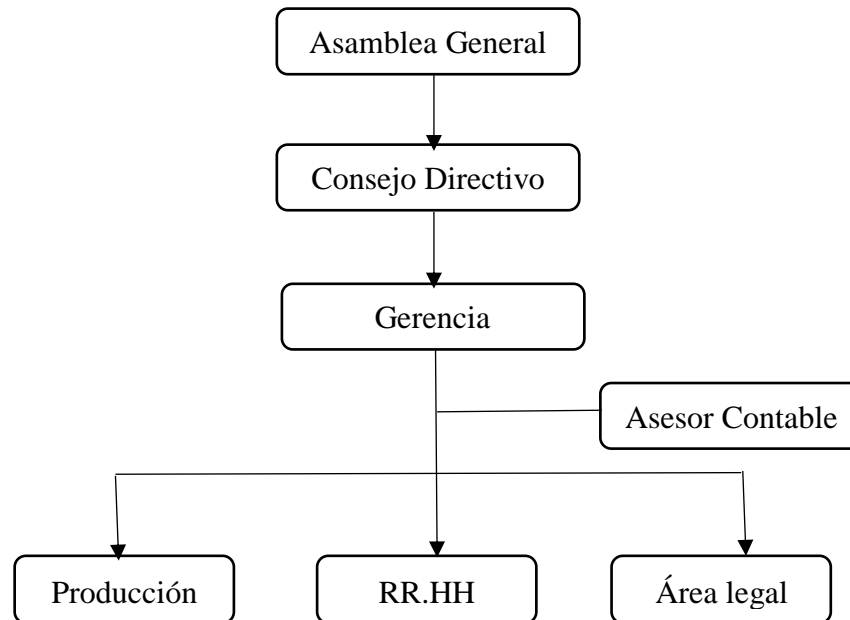 Asamblea General
Consejo Directivo
Gerencia
Asesor Contable
Producción
RR.HH
Área legal